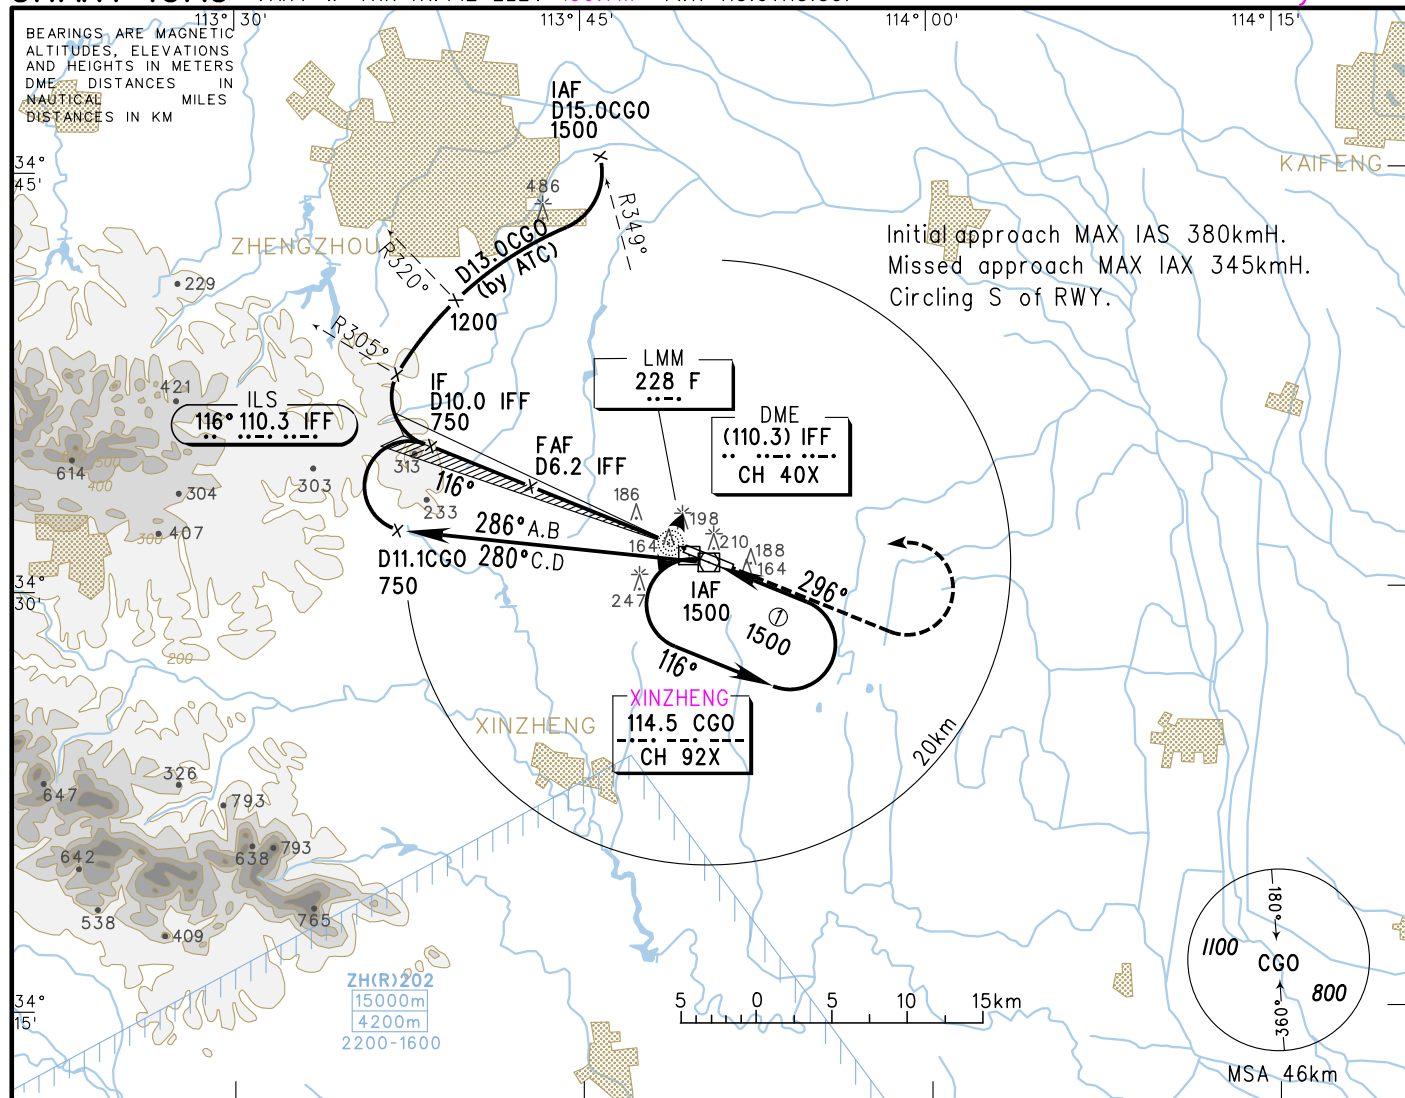 113°30'
113°45'
114°00'
114°15'
BEARINGS ARE MAGNETIC
ALTITUDES, ELEVATIONS
AND HEIGHTS IN METERS
DME DISTANCES IN
NAUTICAL MILES
DISTANCES IN KM
IAF
D15.0CGO
1500
34°
45'
KAIFENG
486
R349°
ZHENGZHOU
R320°
D13.0CGO
(by ATC)
Initial approach MAX IAS 380kmH.
Missed approach MAX IAX 345kmH.
Circling S of RWY.
229
1200
R305°
LMM
228 F
421
ILS
116° 110.3 IFF
IF
D10.0 IFF
750
DME
(110.3) IFF
CH 40X
614
500
400
313
303
304
FAF
D6.2 IFF
116°
233
186
198
407
300
286°A.B
280°C.D
164
210
188
164
D11.1CGO
750
247
IAF
1500
296°
1
1500
34°
30'
116°
200
XINZHENG
114.5 CGO
CH 92X
XINZHENG
20km
326
647
793
638
793
642
538
409
765
ZH(R)202
15000m
4200m
2200-1600
34°
15'
5 0 5 10 15km
180°
1100
CGO
800
360°
MSA 46km